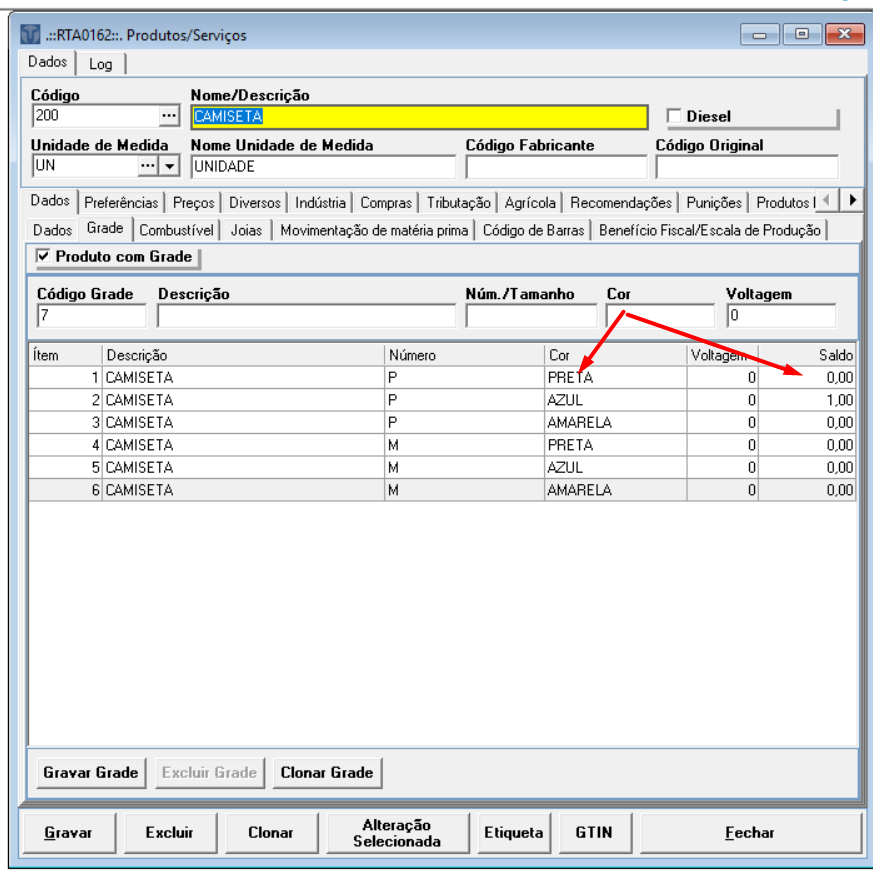 .::RTA0162::. Produtos/Serviços
Dados Log
Código Nome/Descrição
200 ... CAMISETA Diesel
Unidade de Medida Nome Unidade de Medida Código Fabricante Código Original
UN ... UNIDADE
Dados Preferências Preços Diversos Indústria Compras Tributação Agrícola Recomendações Punições Produtos
Dados Grade Combustível Joias Movimentação de matéria prima Código de Barras Benefício Fiscal/Escala de Produção
Produto com Grade
Código Grade Descrição Núm./Tamanho Cor Voltagem
7 0
Ítem Descrição Número Cor Voltagem Saldo
1 CAMISETA P PRETA 0 0,00
2 CAMISETA P AZUL 0 1,00
3 CAMISETA P AMARELA 0 0,00
4 CAMISETA M PRETA 0 0,00
5 CAMISETA M AZUL 0 0,00
6 CAMISETA M AMARELA 0 0,00
Gravar Grade Excluir Grade Clonar Grade
Gravar Excluir Clonar Alteração Selecionada Etiqueta GTIN Fechar